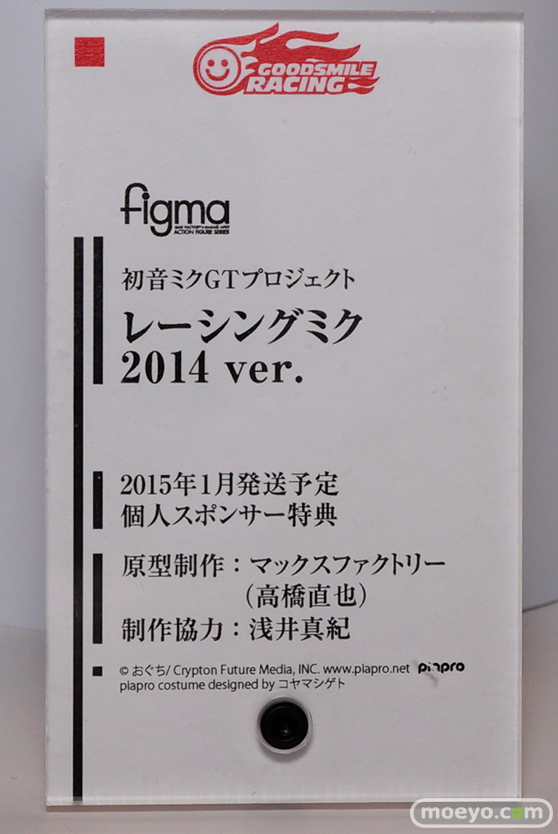 GOODSMILE
RACING
figma
MAX FACTORY × MASAKI APSY
ACTION FIGURE SERIES
初音ミクGTプロジェクト
レーシングミク
2014 ver.
2015年1月発送予定
個人スポンサー特典
原型制作：マックスファクトリー
（高橋直也）
制作協力：浅井真紀
© おぐち/ Crypton Future Media, INC. www.piapro.net piapro
piapro costume designed by コヤマシゲト
moeyo.com